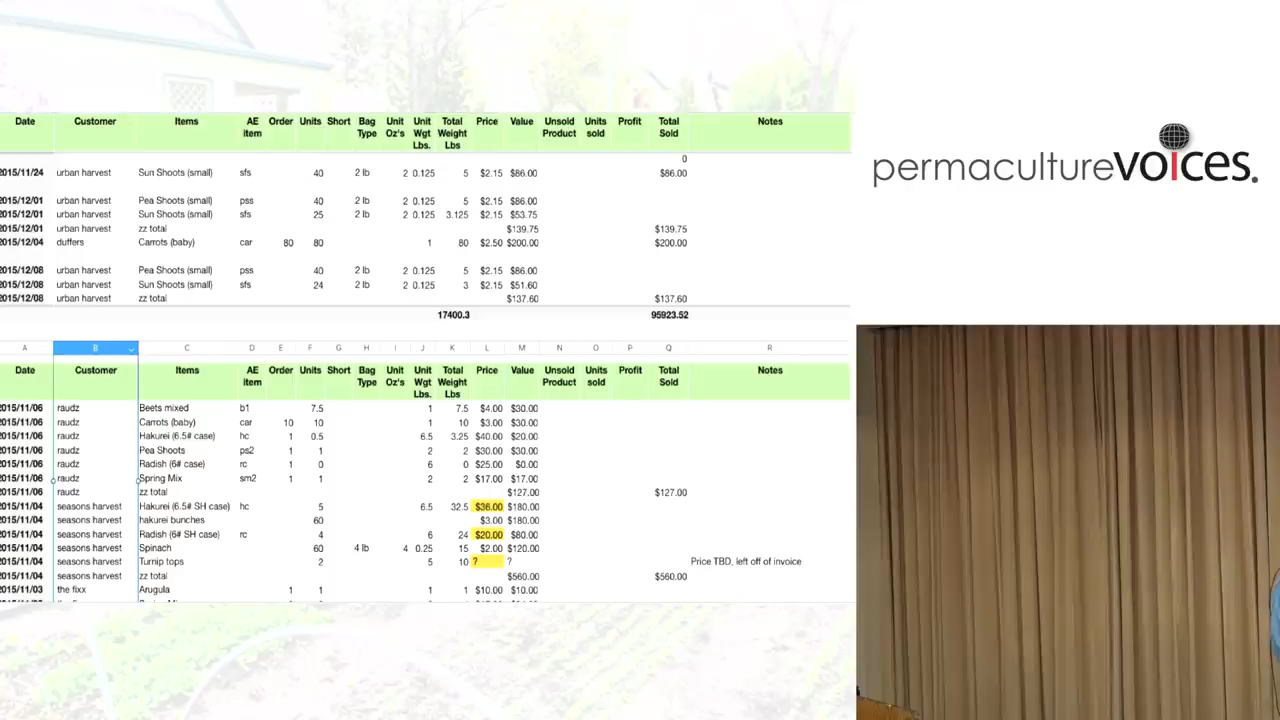 Date Customer Items AE item Order Units Short Bag Type Unit Oz's Unit Wgt Lbs. Total Weight Lbs Price Value Unsold Product Units sold Profit Total Sold Notes
0
2015/11/24 urban harvest Sun Shoots (small) sfs 40 2 lb 2 0.125 5 $2.15 $86.00 $86.00
2015/12/01 urban harvest Pea Shoots (small) pss 40 2 lb 2 0.125 5 $2.15 $86.00
2015/12/01 urban harvest Sun Shoots (small) sfs 25 2 lb 2 0.125 3.125 $2.15 $53.75
2015/12/01 urban harvest zz total $139.75 $139.75
2015/12/04 duffers Carrots (baby) car 80 80 1 80 $2.50 $200.00 $200.00
2015/12/08 urban harvest Pea Shoots (small) pss 40 2 lb 2 0.125 5 $2.15 $86.00
2015/12/08 urban harvest Sun Shoots (small) sfs 24 2 lb 2 0.125 3 $2.15 $51.60
2015/12/08 urban harvest zz total $137.60 $137.60
17400.3 95923.52
A B C D E F G H I J K L M N O P Q R
Date Customer Items AE item Order Units Short Bag Type Unit Oz's Unit Wgt Lbs. Total Weight Lbs Price Value Unsold Product Units sold Profit Total Sold Notes
2015/11/06 raudz Beets mixed b1 7.5 1 7.5 $4.00 $30.00
2015/11/06 raudz Carrots (baby) car 10 10 1 10 $3.00 $30.00
2015/11/06 raudz Hakurei (6.5# case) hc 1 0.5 6.5 3.25 $40.00 $20.00
2015/11/06 raudz Pea Shoots ps2 1 1 2 2 $30.00 $30.00
2015/11/06 raudz Radish (6# case) rc 1 0 6 0 $25.00 $0.00
2015/11/06 raudz Spring Mix sm2 1 1 2 2 $17.00 $17.00
2015/11/06 raudz zz total $127.00 $127.00
2015/11/04 seasons harvest Hakurei (6.5# SH case) hc 5 6.5 32.5 $36.00 $180.00
2015/11/04 seasons harvest hakurei bunches 60 $3.00 $180.00
2015/11/04 seasons harvest Radish (6# SH case) rc 4 6 24 $20.00 $80.00
2015/11/04 seasons harvest Spinach 60 4 lb 4 0.25 15 $2.00 $120.00
2015/11/04 seasons harvest Turnip tops 2 5 10 ? ? Price TBD, left off of invoice
2015/11/04 seasons harvest zz total $560.00 $560.00
2015/11/03 the fixx Arugula 1 1 1 1 $10.00 $10.00
permaculturevoices.